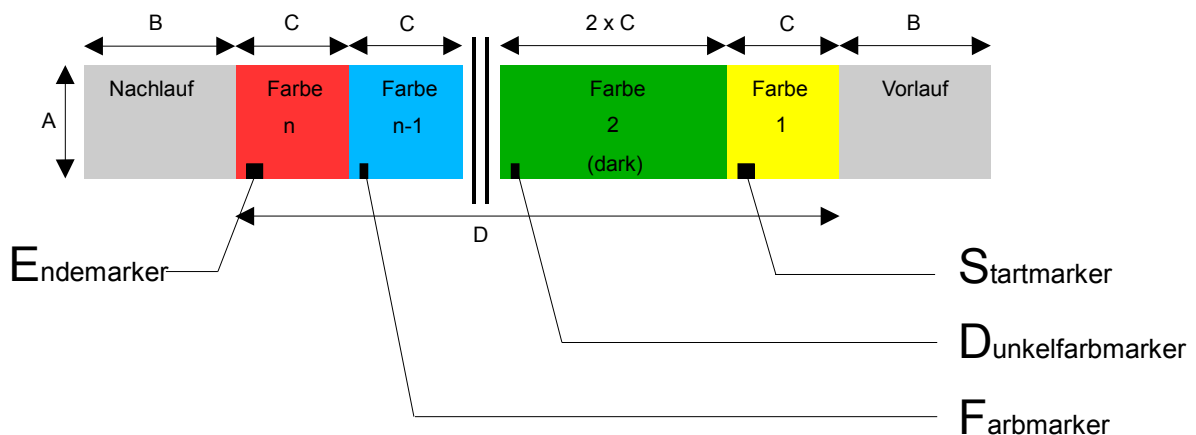 B C C 2 x C C B
A
Nachlauf Farbe Farbe Farbe Farbe Vorlauf
n n-1 2 1
(dark)
D
Endemarker Startmarker
Dunkelfarbmarker
Farbmarker